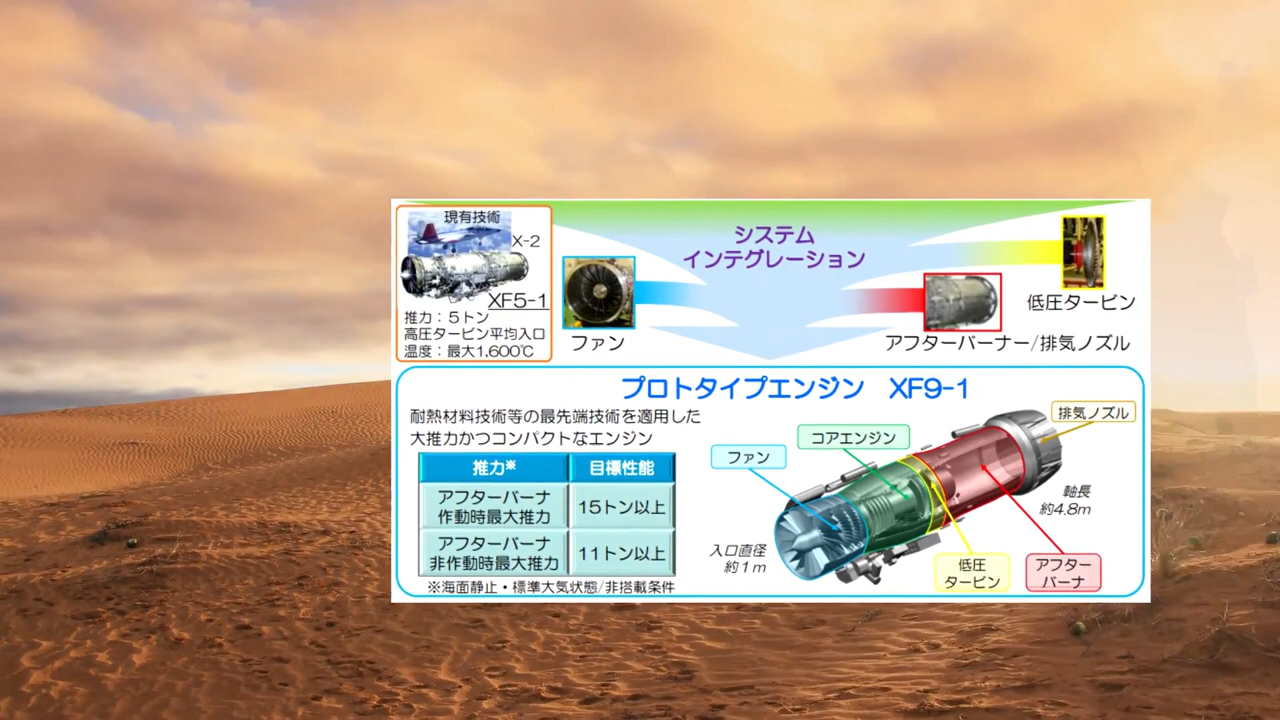 現有技術
X-2
XF5-1
推力：５トン
高圧タービン平均入口
温度：最大1,600℃
システム
インテグレーション
ファン
低圧タービン
アフターバーナー/排気ノズル
プロトタイプエンジン　XF9-1
耐熱材料技術等の最先端技術を適用した
大推力かつコンパクトなエンジン
推力※
目標性能
アフターバーナ
作動時最大推力
15トン以上
アフターバーナ
非作動時最大推力
11トン以上
※海面静止・標準大気状態/非搭載条件
ファン
コアエンジン
排気ノズル
軸長
約4.8m
入口直径
約１ｍ
低圧
タービン
アフター
バーナ